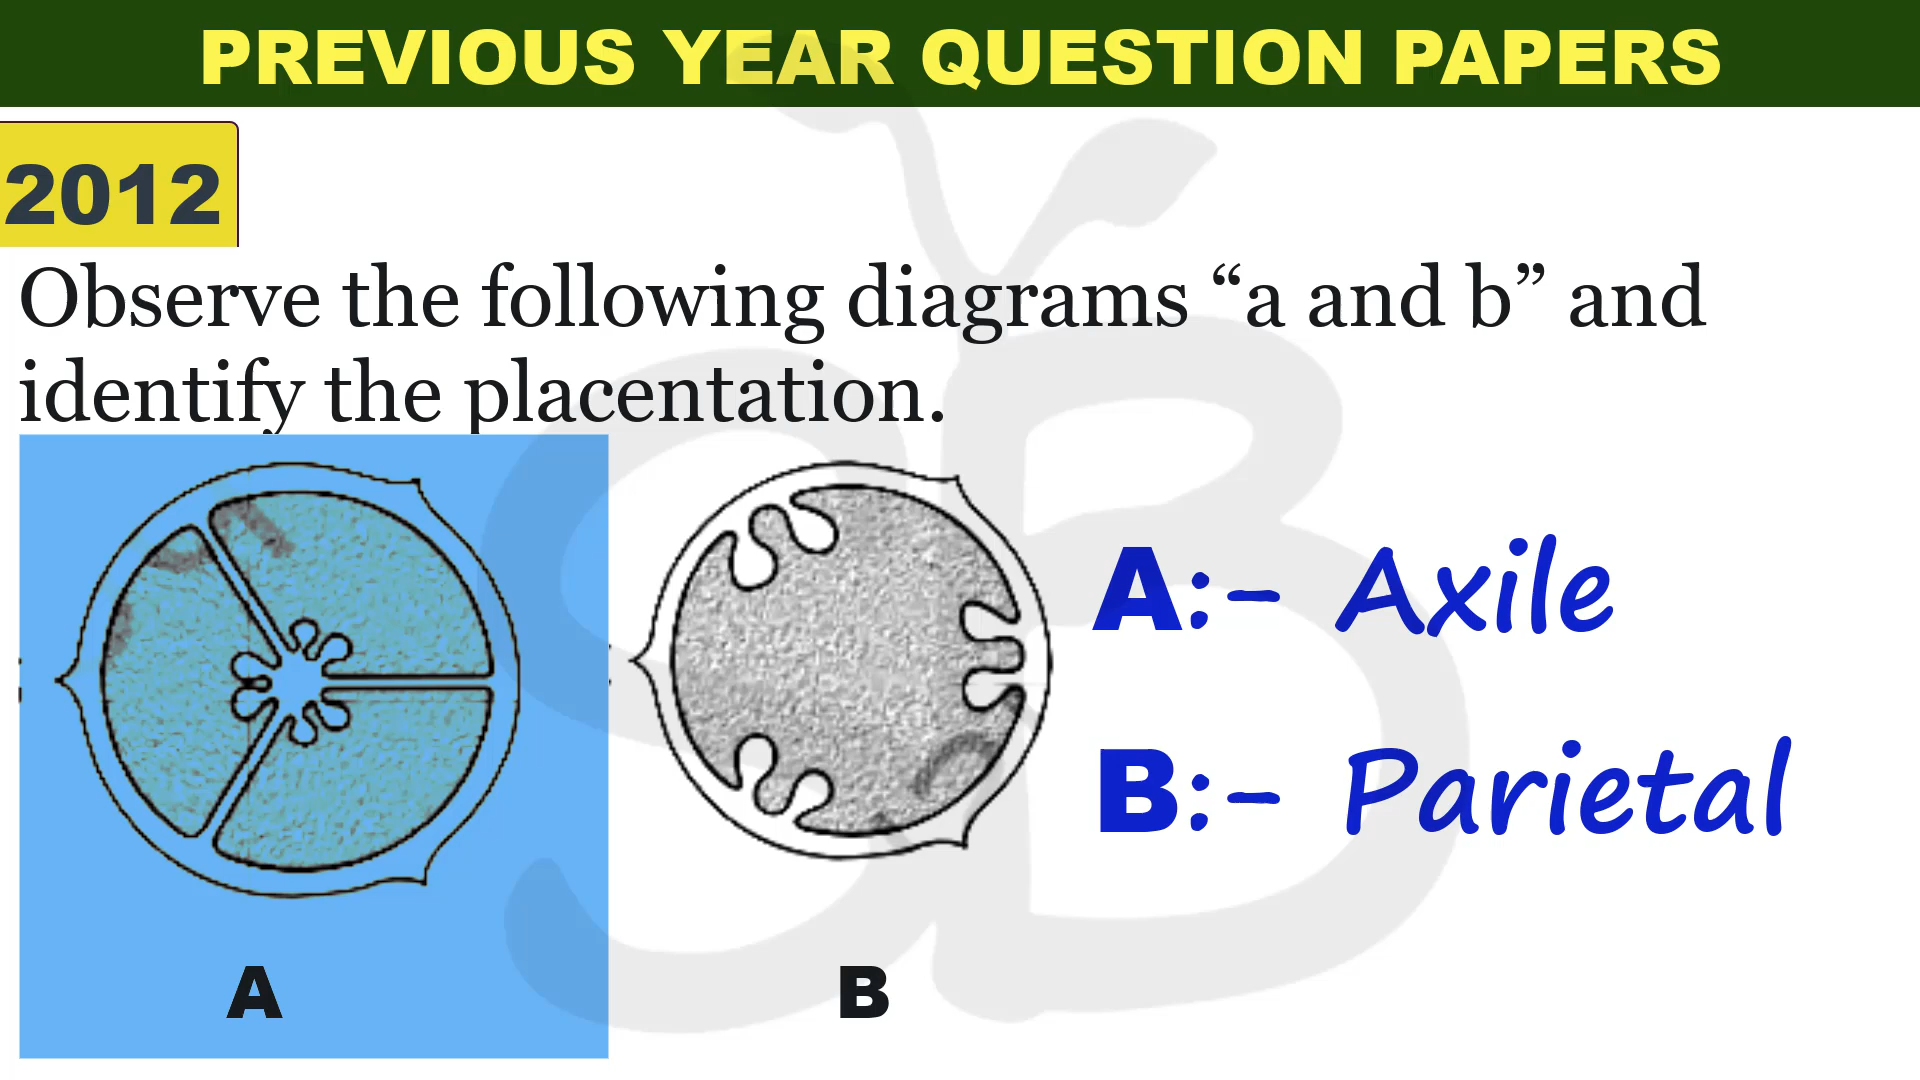 PREVIOUS YEAR QUESTION PAPERS
2012
Observe the following diagrams “a and b” and
identify the placentation.
A:- Axile
B:- Parietal
A
B